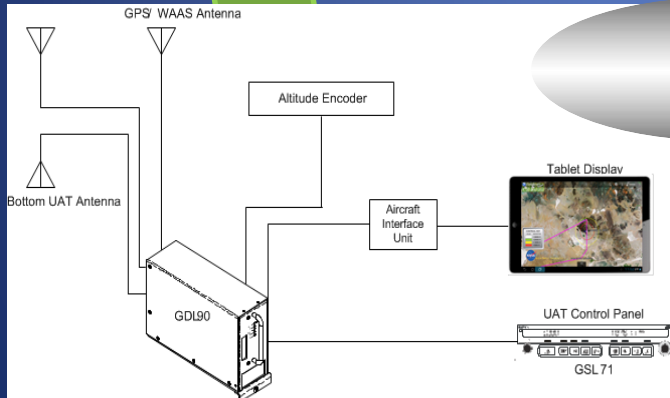 GPS/ WAAS Antenna
Altitude Encoder
Bottom UAT Antenna
Tablet Display
Aircraft
Interface
Unit
GDL90
UAT Control Panel
GSL 71